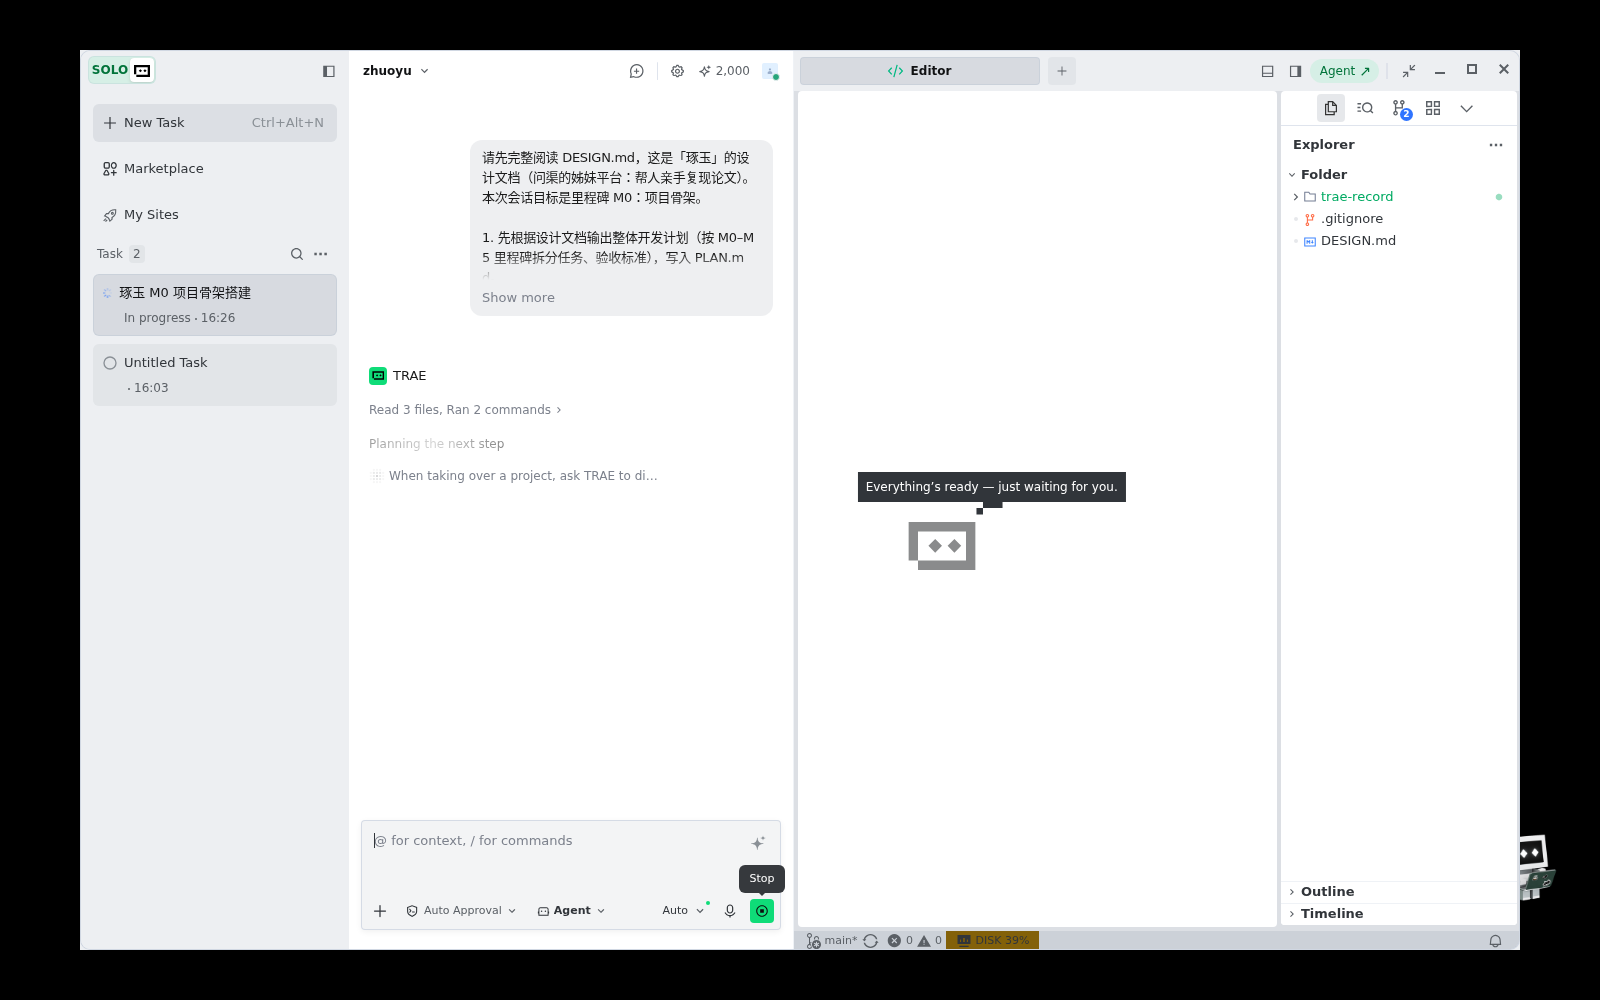 SOLO
New Task
Ctrl+Alt+N
Marketplace
My Sites
Task 2
琢玉 M0 项目骨架搭建
In progress · 16:26
Untitled Task
· 16:03
zhuoyu
2,000
请先完整阅读 DESIGN.md，这是「琢玉」的设
计文档（问渠的姊妹平台：帮人亲手复现论文）。
本次会话目标是里程碑 M0：项目骨架。
1. 先根据设计文档输出整体开发计划（按 M0–M
5 里程碑拆分任务、验收标准），写入 PLAN.m
Show more
TRAE
Read 3 files, Ran 2 commands
Planning the next step
When taking over a project, ask TRAE to di...
@ for context, / for commands
Stop
Auto Approval
Agent
Auto
Editor
Agent
Everything's ready — just waiting for you.
2
Explorer
Folder
trae-record
.gitignore
DESIGN.md
Outline
Timeline
main*
0
0
DISK 39%